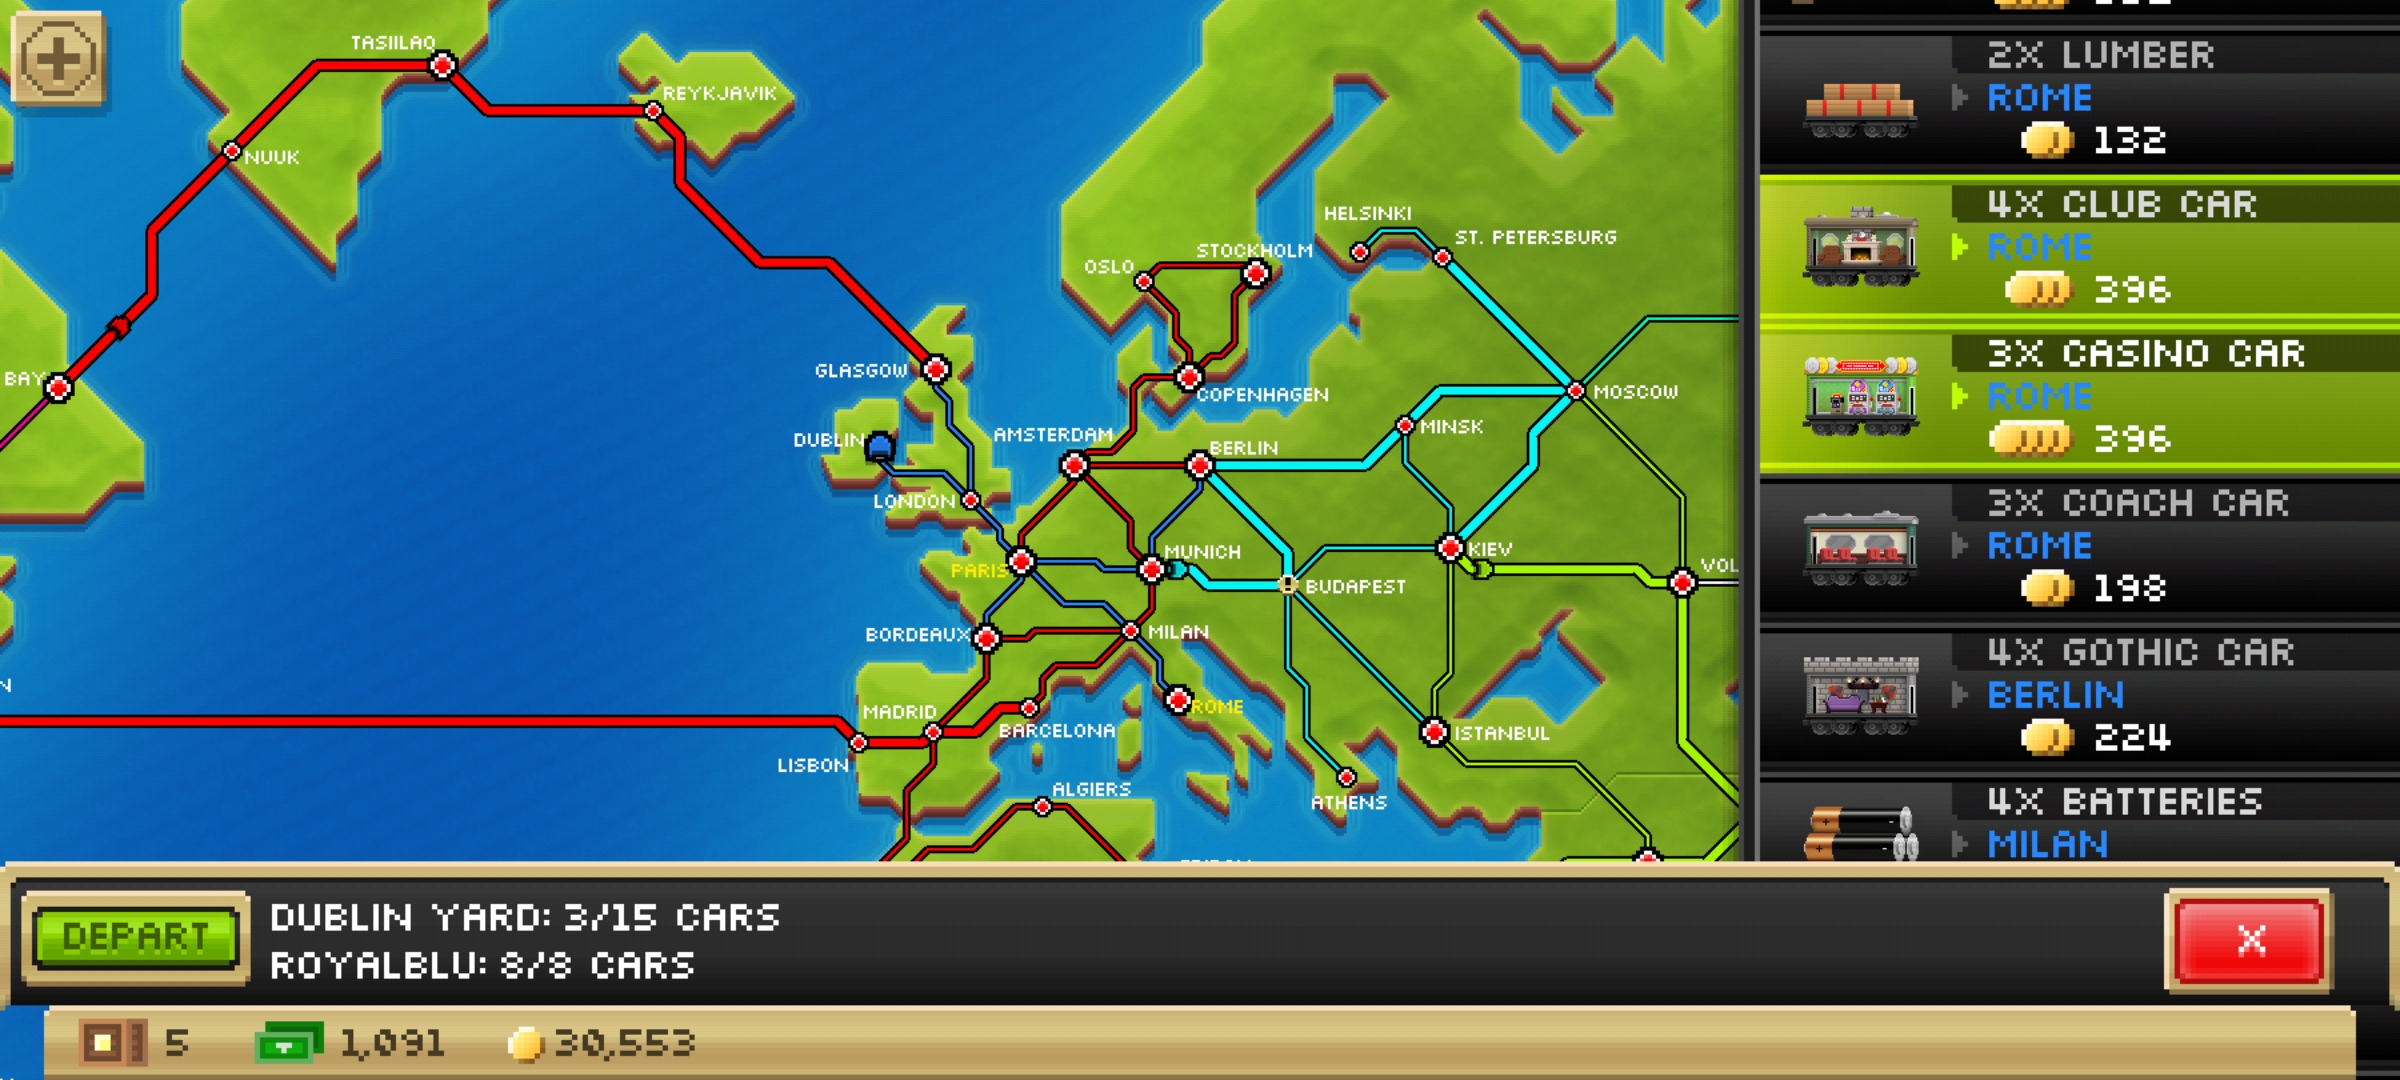 TASIILAQ
REYKJAVIK
NUUK
HELSINKI
ST. PETERSBURG
STOCKHOLM
OSLO
GLASGOW
BAY
COPENHAGEN
MOSCOW
MINSK
DUBLIN
AMSTERDAM
BERLIN
LONDON
MUNICH
KIEV
PARIS
VOL
BUDAPEST
BORDEAUX
MILAN
N
MADRID
ROME
BARCELONA
ISTANBUL
LISBON
ALGIERS
ATHENS
2X LUMBER
ROME
132
4X CLUB CAR
ROME
396
3X CASINO CAR
ROME
396
3X COACH CAR
ROME
198
4X GOTHIC CAR
BERLIN
224
4X BATTERIES
MILAN
DEPART
DUBLIN YARD: 3/15 CARS
ROYALBLU: 8/8 CARS
X
5
1,091
30,553